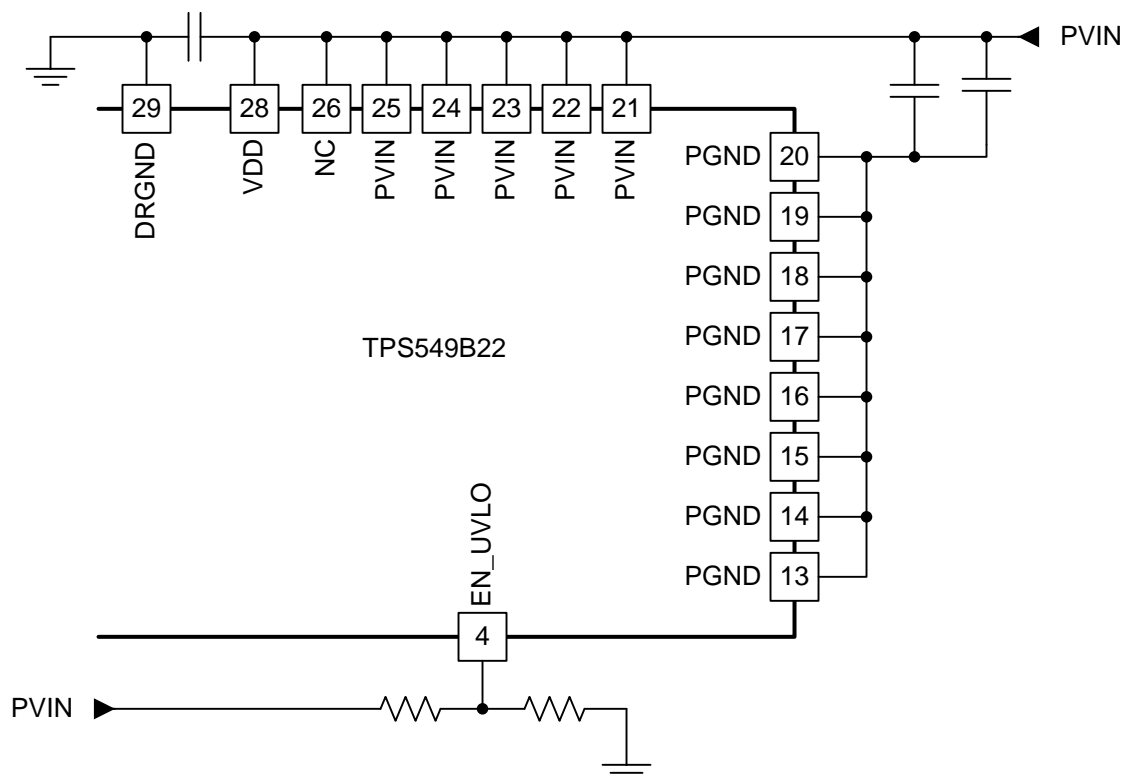 PVIN
29
28
26
25
24
23
22
21
DRGND
VDD
NC
PVIN
PVIN
PVIN
PVIN
PVIN
PGND 20
PGND 19
PGND 18
PGND 17
TPS549B22
PGND 16
PGND 15
PGND 14
PGND 13
EN_UVLO
4
PVIN